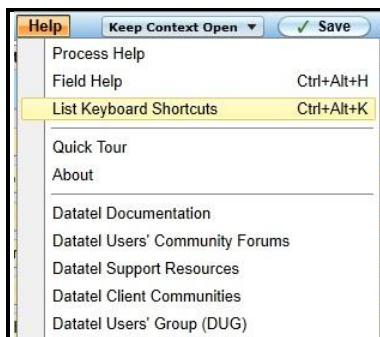 Help Keep Context Open Save
Process Help
Field Help Ctrl+Alt+H
List Keyboard Shortcuts Ctrl+Alt+K
Quick Tour
About
Datatel Documentation
Datatel Users' Community Forums
Datatel Support Resources
Datatel Client Communities
Datatel Users' Group (DUG)